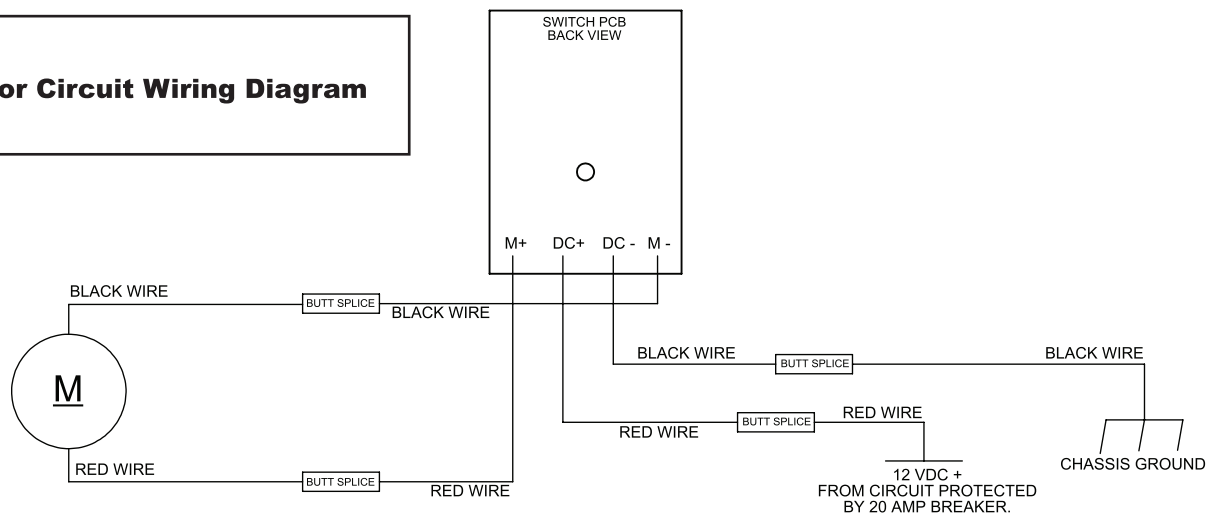 or Circuit Wiring Diagram
SWITCH PCB
BACK VIEW
M+ DC+ DC - M -
BLACK WIRE
BUTT SPLICE
BLACK WIRE
BLACK WIRE
BUTT SPLICE
BLACK WIRE
M
RED WIRE
BUTT SPLICE
RED WIRE
RED WIRE
BUTT SPLICE
RED WIRE
CHASSIS GROUND
12 VDC +
FROM CIRCUIT PROTECTED
BY 20 AMP BREAKER.